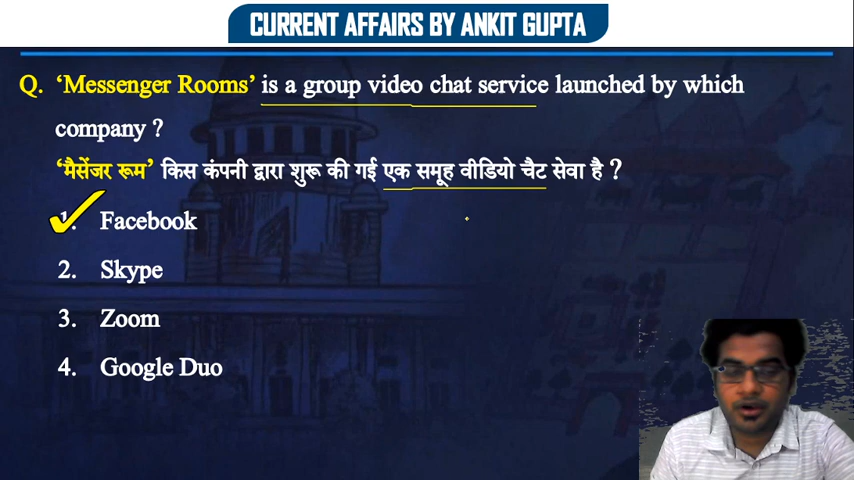 CURRENT AFFAIRS BY ANKIT GUPTA
Q. ‘Messenger Rooms’ is a group video chat service launched by which
company ?
‘मैसेंजर रूम’ किस कंपनी द्वारा शुरू की गई एक समूह वीडियो चैट सेवा है ?
1. Facebook
2. Skype
3. Zoom
4. Google Duo